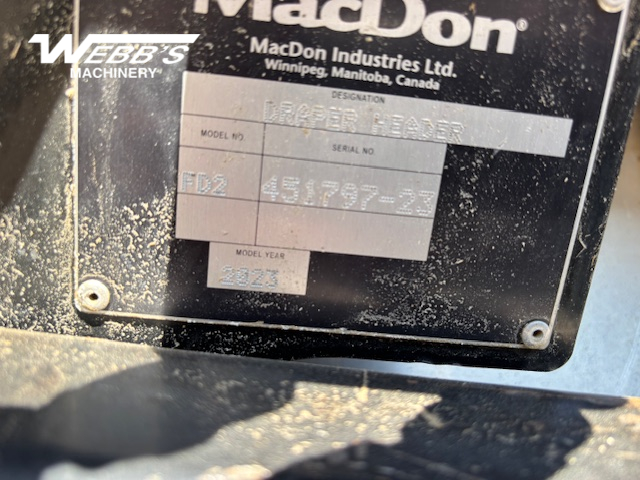 MacDon®
WEBB'S
MACHINERY
MacDon Industries Ltd.
Winnipeg, Manitoba, Canada
DESIGNATION
DRAPER HEADER
MODEL NO.
SERIAL NO
FD2
451797-23
MODEL YEAR
2023